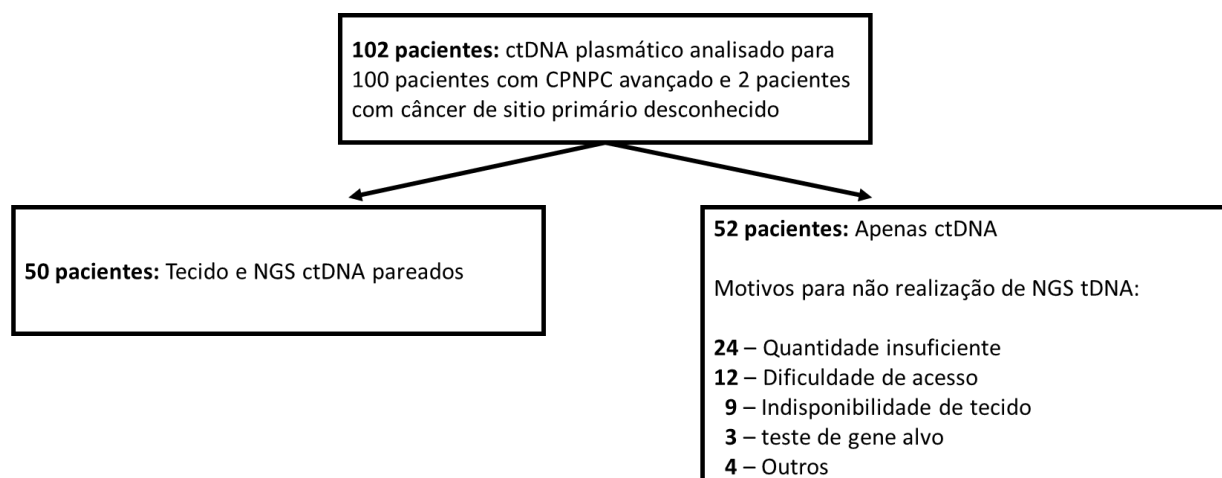 102 pacientes: ctDNA plasmático analisado para
100 pacientes com CPNPC avançado e 2 pacientes
com câncer de sitio primário desconhecido
50 pacientes: Tecido e NGS ctDNA pareados
52 pacientes: Apenas ctDNA
Motivos para não realização de NGS tDNA:
24 – Quantidade insuficiente
12 – Dificuldade de acesso
9 – Indisponibilidade de tecido
3 – teste de gene alvo
4 – Outros